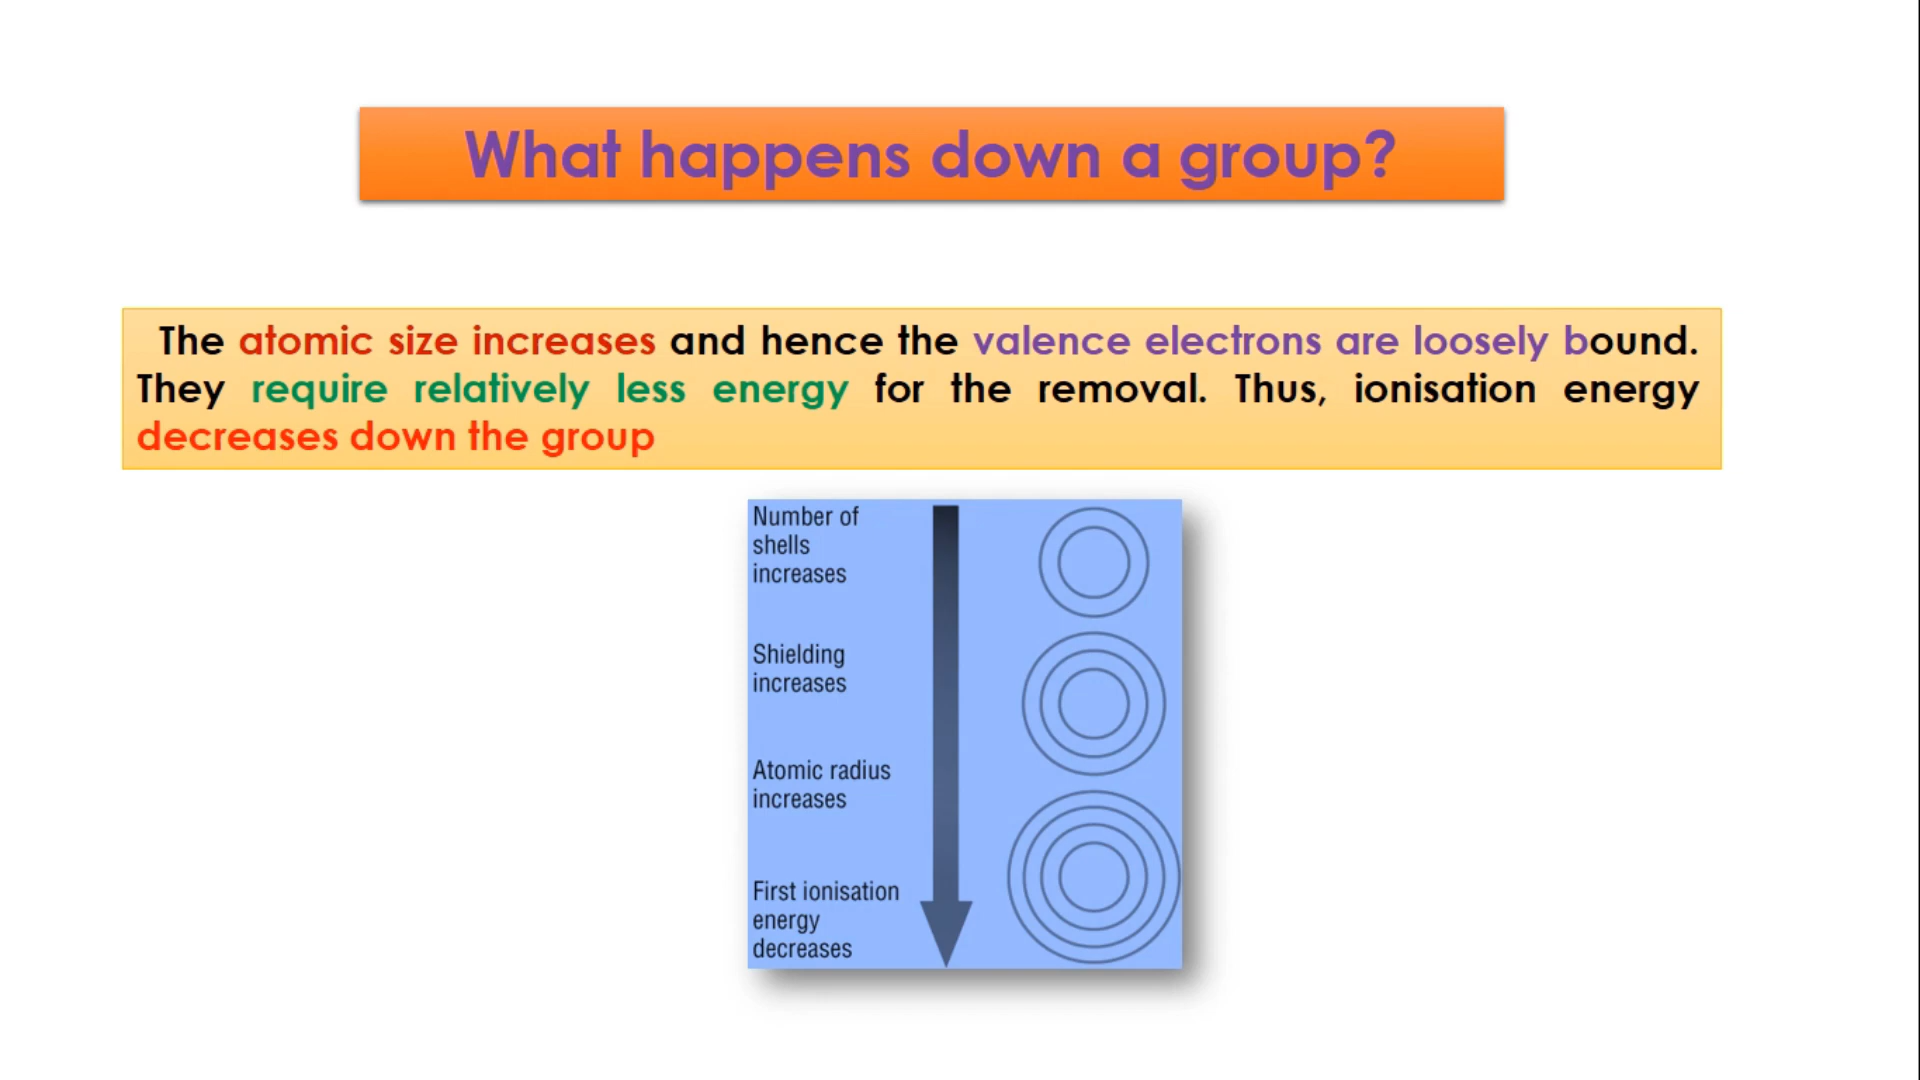 What happens down a group?
The atomic size increases and hence the valence electrons are loosely bound.
They require relatively less energy for the removal. Thus, ionisation energy
decreases down the group
Number of
shells
increases
Shielding
increases
Atomic radius
increases
First ionisation
energy
decreases